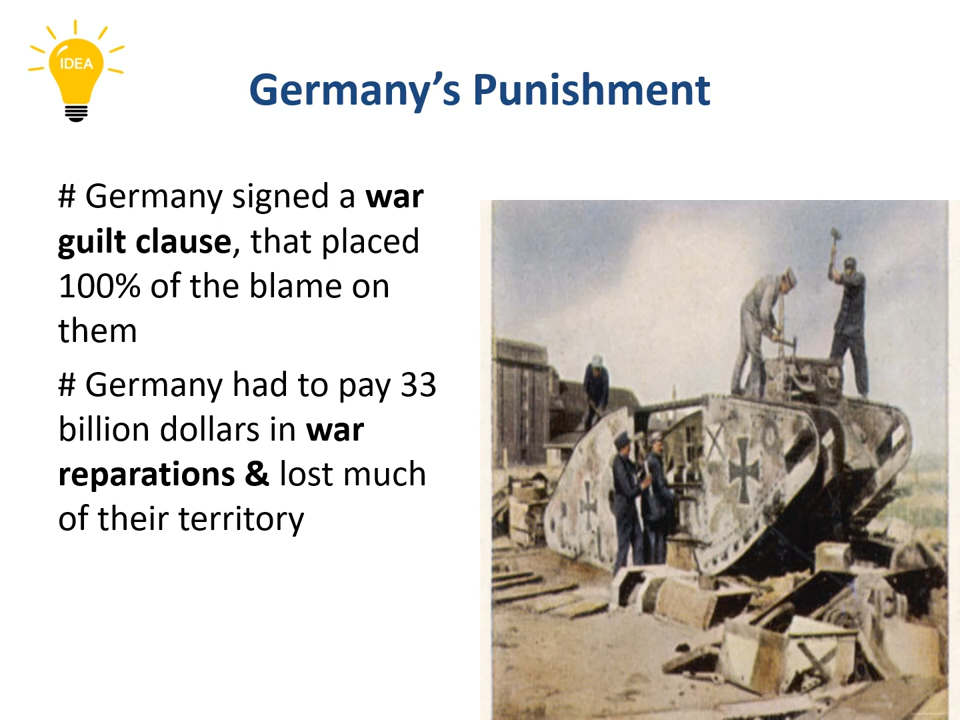 IDEA
Germany’s Punishment
# Germany signed a war
guilt clause, that placed
100% of the blame on
them
# Germany had to pay 33
billion dollars in war
reparations & lost much
of their territory